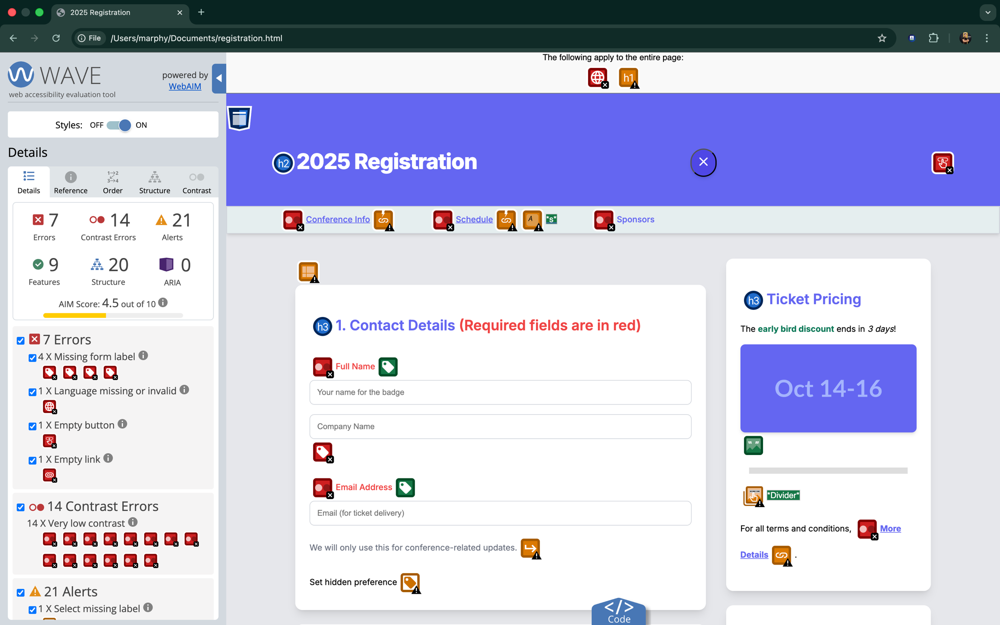 2025 Registration
File /Users/marphy/Documents/registration.html
WAVE
powered by
WebAIM
web accessibility evaluation tool
Styles: OFF ON
Details
Details Reference Order Structure Contrast
7 14 21
Errors Contrast Errors Alerts
9 20 0
Features Structure ARIA
AIM Score: 4.5 out of 10
7 Errors
4 X Missing form label
1 X Language missing or invalid
1 X Empty button
1 X Empty link
14 Contrast Errors
14 X Very low contrast
21 Alerts
1 X Select missing label
The following apply to the entire page:
h1
h2 2025 Registration
Conference Info Schedule A *s* Sponsors
h3 1. Contact Details (Required fields are in red)
Full Name
Your name for the badge
Company Name
Email Address
Email (for ticket delivery)
We will only use this for conference-related updates.
Set hidden preference
</>
Code
h3 Ticket Pricing
The early bird discount ends in 3 days!
Oct 14-16
*Divider*
For all terms and conditions, More
Details .